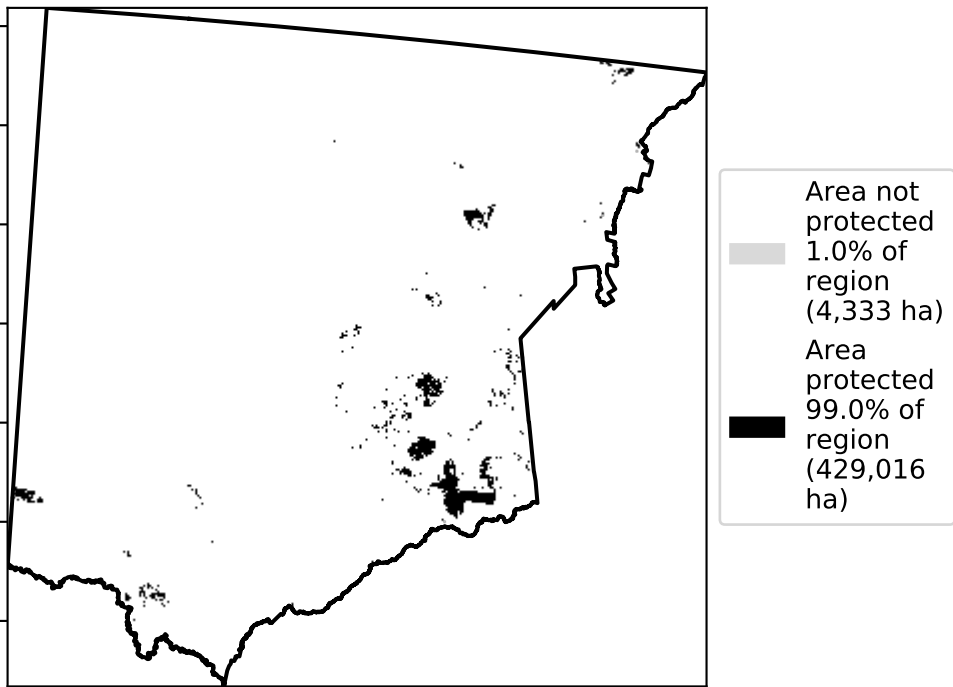 Area not
protected
1.0% of
region
(4,333 ha)
Area
protected
99.0% of
region
(429,016
ha)